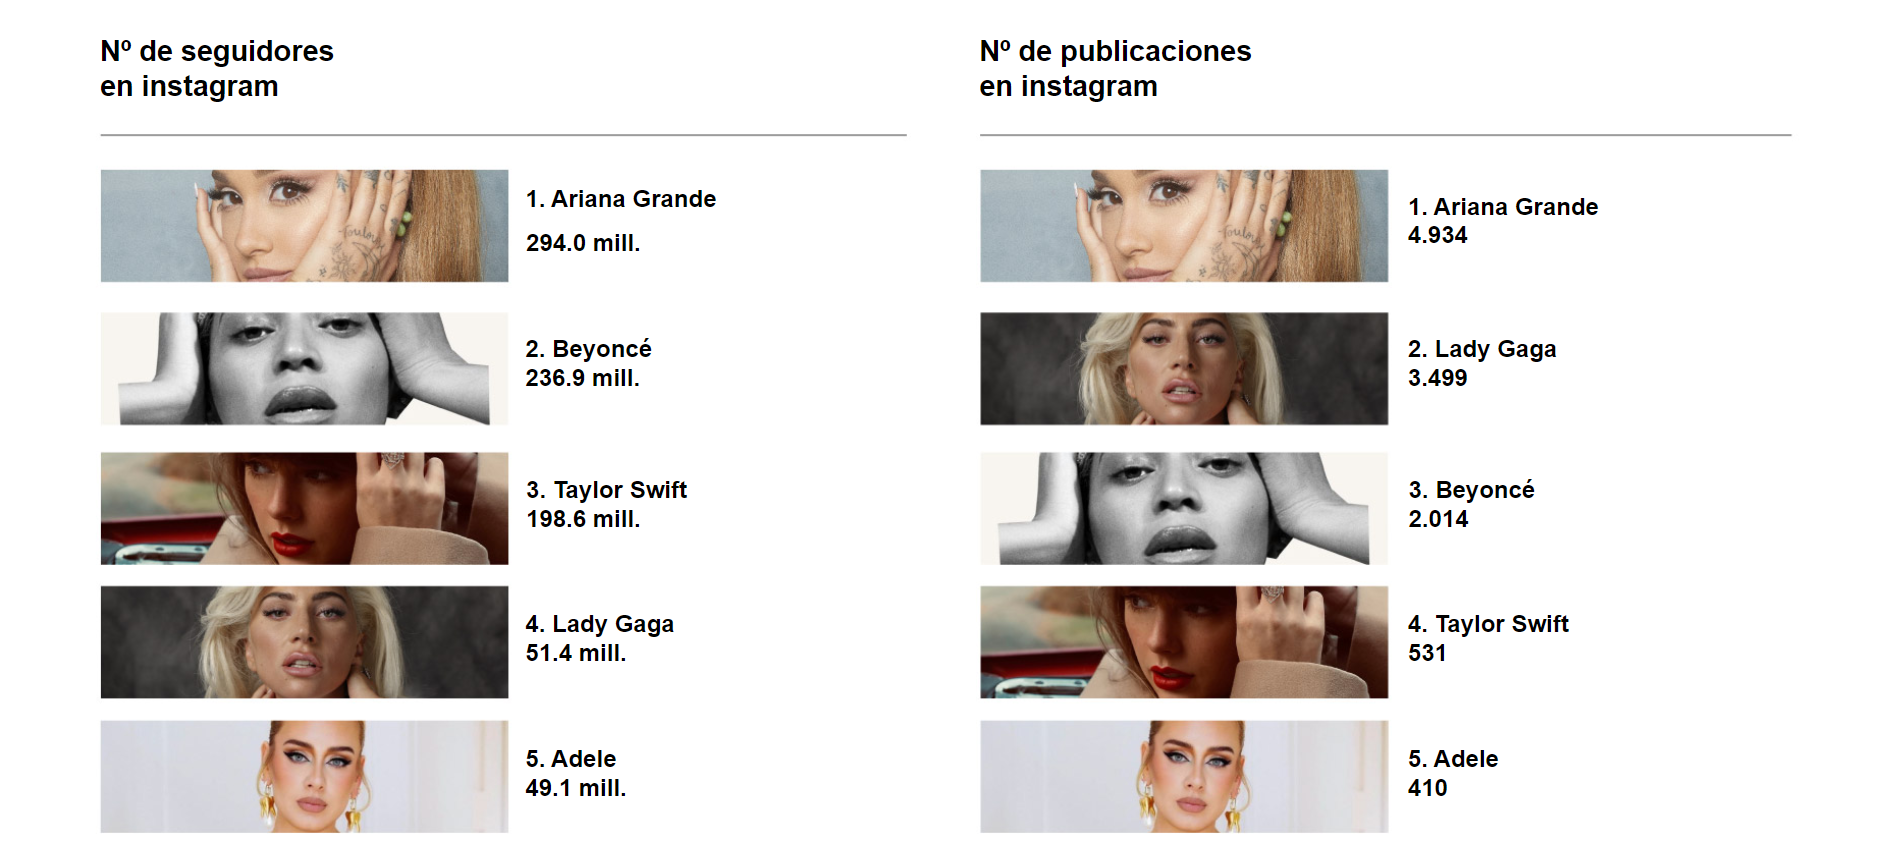 Nº de seguidores
en instagram
1. Ariana Grande
294.0 mill.
2. Beyoncé
236.9 mill.
3. Taylor Swift
198.6 mill.
4. Lady Gaga
51.4 mill.
5. Adele
49.1 mill.
Nº de publicaciones
en instagram
1. Ariana Grande
4.934
2. Lady Gaga
3.499
3. Beyoncé
2.014
4. Taylor Swift
531
5. Adele
410